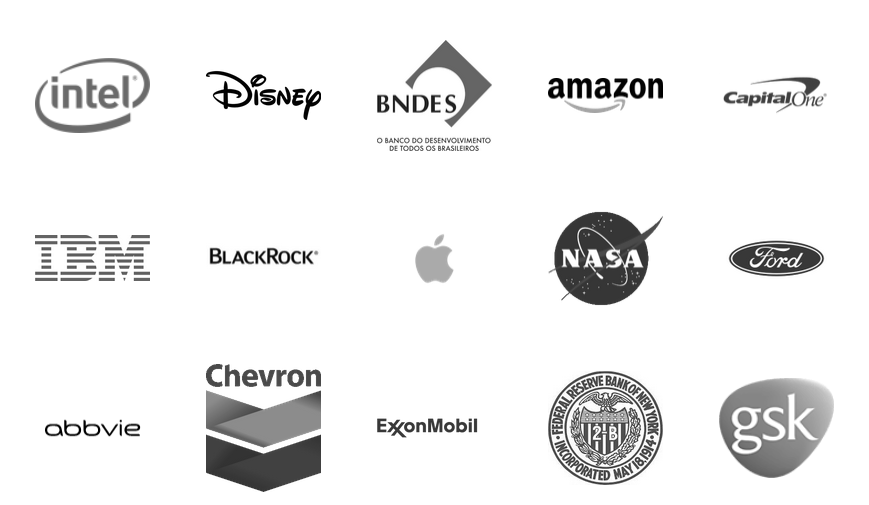 intel®
Disney
BNDES
O BANCO DO DESENVOLVIMENTO
DE TODOS OS BRASILEIROS
amazon
CapitalOne®
IBM
BLACKROCK®
NASA
Ford
abbvie
Chevron
ExxonMobil
FEDERAL RESERVE BANK OF NEW YORK
2-B
INCORPORATED MAY 18, 1914
gsk